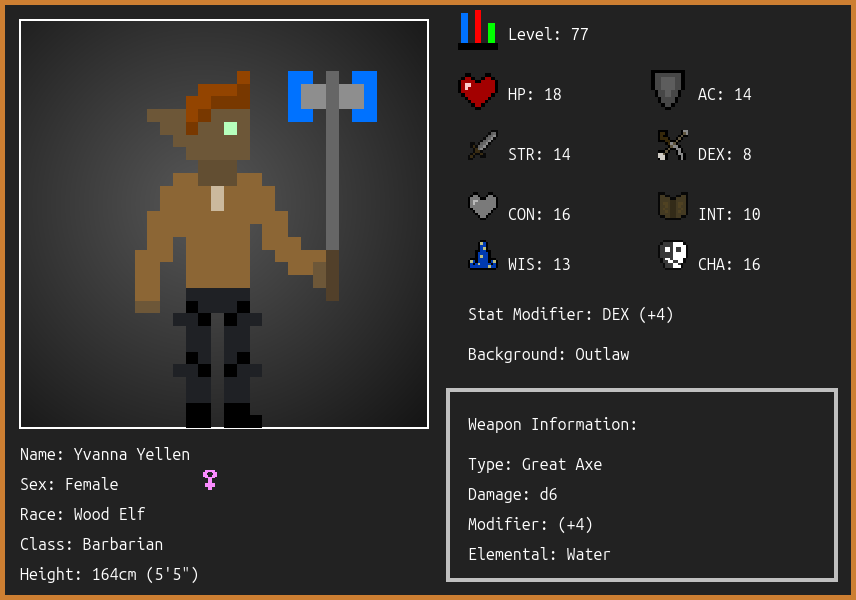 Level: 77
HP: 18
AC: 14
STR: 14
DEX: 8
CON: 16
INT: 10
WIS: 13
CHA: 16
Stat Modifier: DEX (+4)
Background: Outlaw
Weapon Information:
Type: Great Axe
Damage: d6
Modifier: (+4)
Elemental: Water
Name: Yvanna Yellen
Sex: Female
Race: Wood Elf
Class: Barbarian
Height: 164cm (5'5")